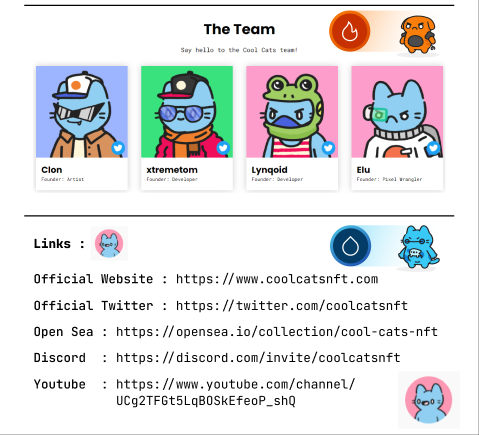 The Team
Say hello to the Cool Cats team!
Clon
Founder: Artist
xtremetom
Founder: Developer
Lynqoid
Founder: Developer
Elu
Founder: Pixel Wrangler
Links :
Official Website : https://www.coolcatsnft.com
Official Twitter : https://twitter.com/coolcatsnft
Open Sea : https://opensea.io/collection/cool-cats-nft
Discord : https://discord.com/invite/coolcatsnft
Youtube : https://www.youtube.com/channel/
UCg2TFGt5LqBOSkEfeoP_shQ